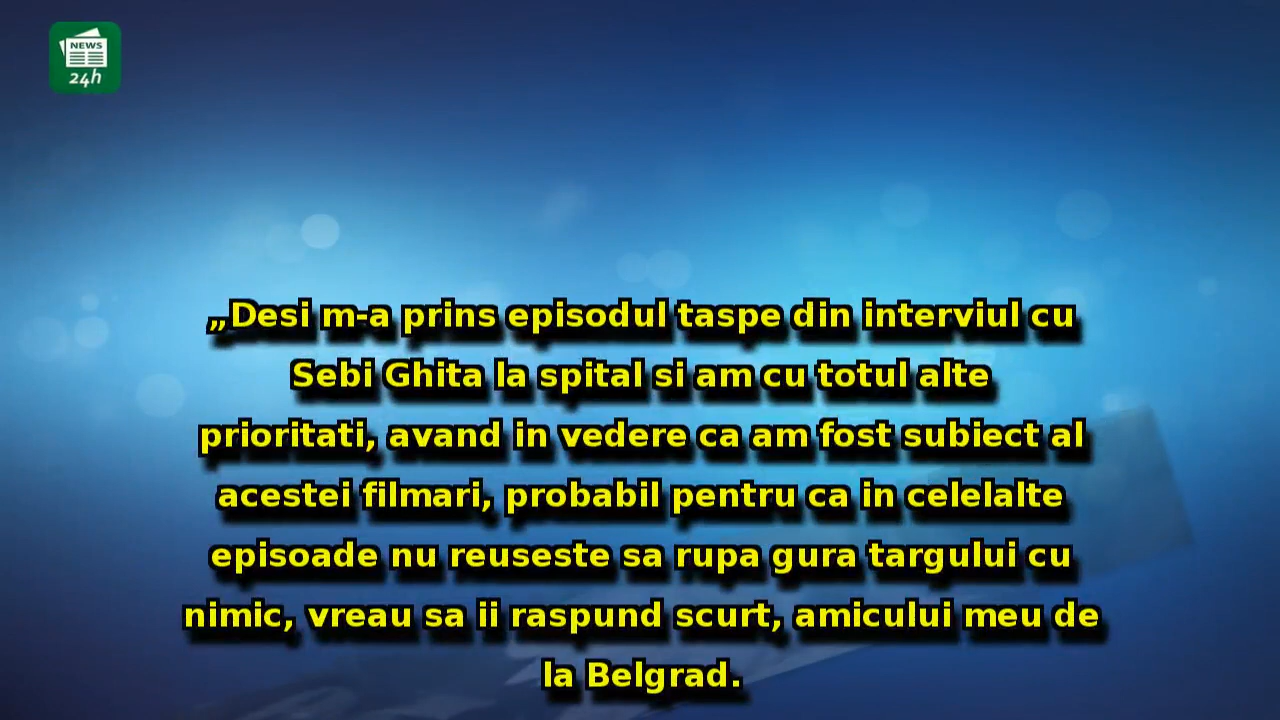 NEWS
24h
„Desi m-a prins episodul taspe din interviul cu
Sebi Ghita la spital si am cu totul alte
prioritati, avand in vedere ca am fost subiect al
acestei filmari, probabil pentru ca in celelalte
episoade nu reuseste sa rupa gura targului cu
nimic, vreau sa ii raspund scurt, amicului meu de
la Belgrad.